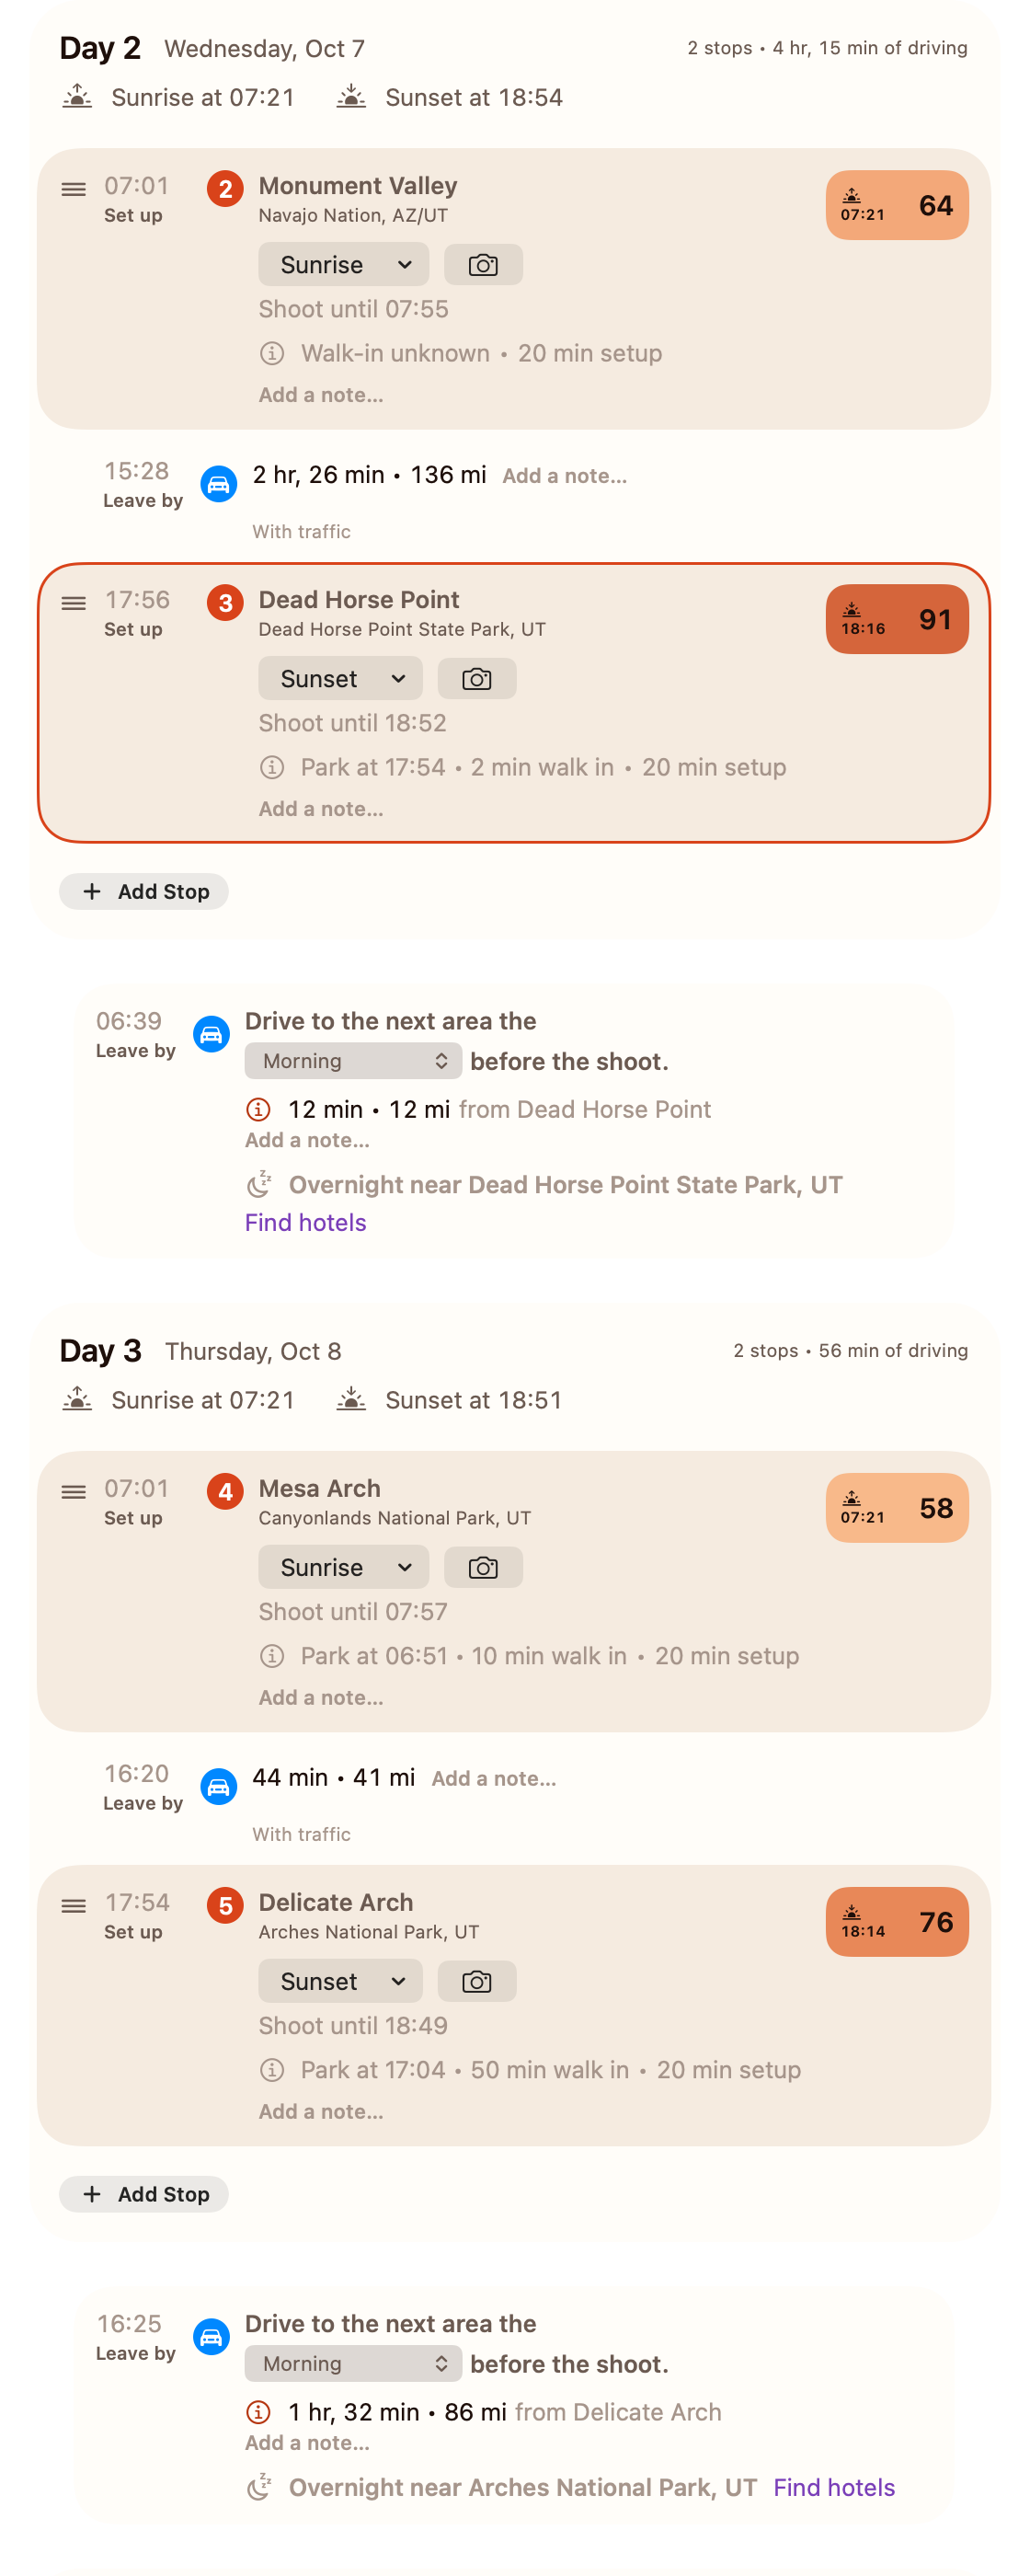 Day 2 Wednesday, Oct 7 2 stops • 4 hr, 15 min of driving
Sunrise at 07:21 Sunset at 18:54
07:01 2 Monument Valley 07:21 64
Set up Navajo Nation, AZ/UT
Sunrise
Shoot until 07:55
Walk-in unknown • 20 min setup
Add a note...
15:28 2 hr, 26 min • 136 mi Add a note...
Leave by
With traffic
17:56 3 Dead Horse Point 18:16 91
Set up Dead Horse Point State Park, UT
Sunset
Shoot until 18:52
Park at 17:54 • 2 min walk in • 20 min setup
Add a note...
+ Add Stop
06:39 Drive to the next area the
Leave by Morning before the shoot.
12 min • 12 mi from Dead Horse Point
Add a note...
Overnight near Dead Horse Point State Park, UT
Find hotels
Day 3 Thursday, Oct 8 2 stops • 56 min of driving
Sunrise at 07:21 Sunset at 18:51
07:01 4 Mesa Arch 07:21 58
Set up Canyonlands National Park, UT
Sunrise
Shoot until 07:57
Park at 06:51 • 10 min walk in • 20 min setup
Add a note...
16:20 44 min • 41 mi Add a note...
Leave by
With traffic
17:54 5 Delicate Arch 18:14 76
Set up Arches National Park, UT
Sunset
Shoot until 18:49
Park at 17:04 • 50 min walk in • 20 min setup
Add a note...
+ Add Stop
16:25 Drive to the next area the
Leave by Morning before the shoot.
1 hr, 32 min • 86 mi from Delicate Arch
Add a note...
Overnight near Arches National Park, UT Find hotels